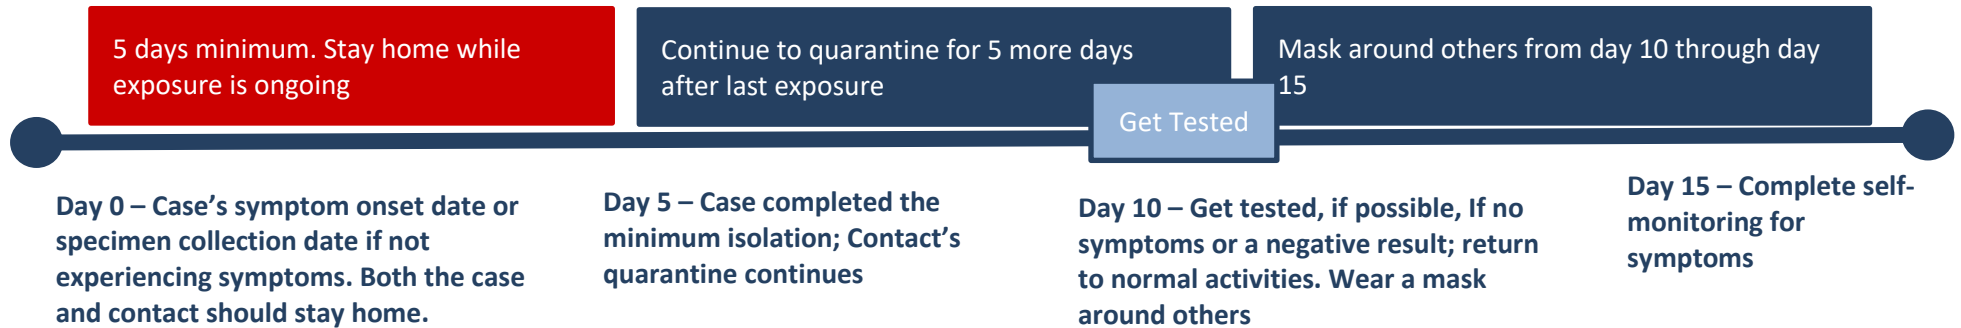 5 days minimum. Stay home while
exposure is ongoing
Continue to quarantine for 5 more days
after last exposure
Mask around others from day 10 through day
15
Get Tested
Day 0 – Case’s symptom onset date or
specimen collection date if not
experiencing symptoms. Both the case
and contact should stay home.
Day 5 – Case completed the
minimum isolation; Contact’s
quarantine continues
Day 10 – Get tested, if possible, If no
symptoms or a negative result; return
to normal activities. Wear a mask
around others
Day 15 – Complete self-
monitoring for
symptoms